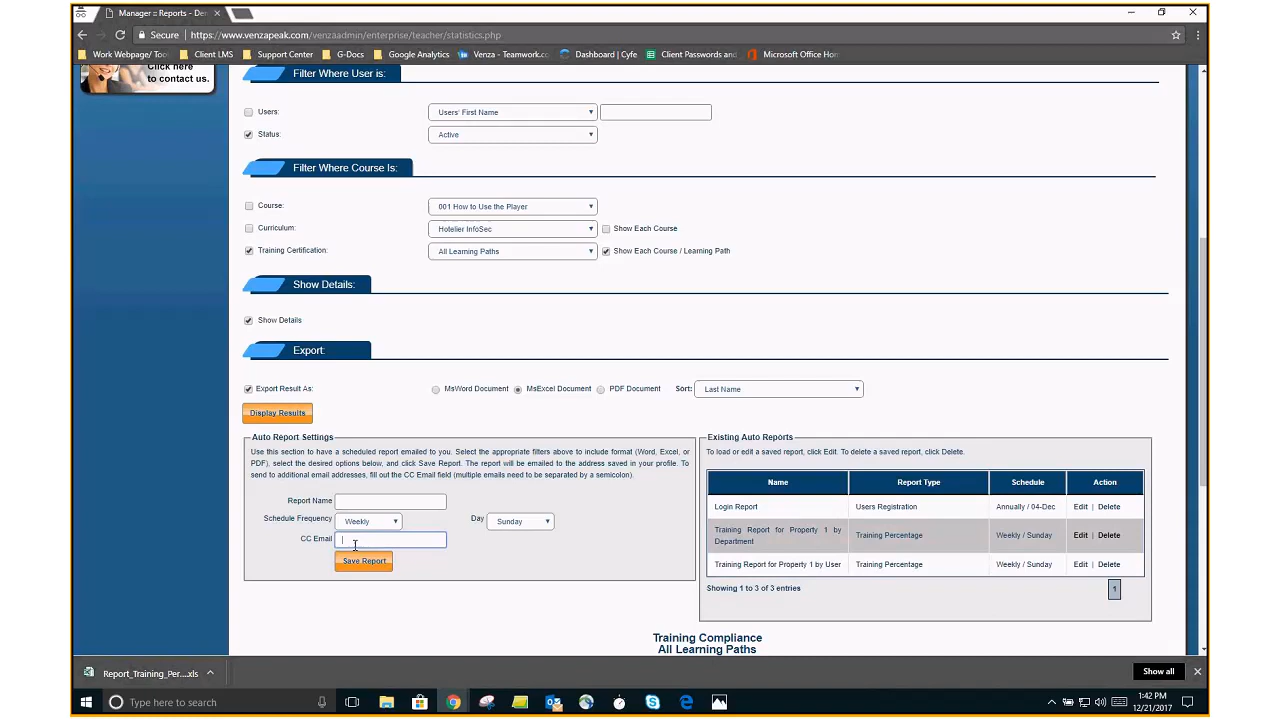 Manager :: Reports - De
Secure
https://www.venzapeak.com/venzaadmin/enterprise/teacher/statistics.php
Work Webpage/ Too
Client LMS
Support Center
G-Docs
Google Analytics
Venza - Teamwork.co
Dashboard | Cyfe
Client Passwords and
Microsoft Office Hom
Click here
to contact us.
Filter Where User is:
Users:
Users' First Name
Status:
Active
Filter Where Course Is:
Course:
001 How to Use the Player
Curriculum:
Hotelier InfoSec
Show Each Course
Training Certification:
All Learning Paths
Show Each Course / Learning Path
Show Details:
Show Details
Export:
Export Result As:
MsWord Document
MsExcel Document
PDF Document
Sort:
Last Name
Display Results
Auto Report Settings
Use this section to have a scheduled report emailed to you. Select the appropriate filters above to include format (Word, Excel, or
PDF), select the desired options below, and click Save Report. The report will be emailed to the address saved in your profile. To
send to additional email addresses, fill out the CC Email field (multiple emails need to be separated by a semicolon).
Report Name
Schedule Frequency
Weekly
Day
Sunday
CC Email
Save Report
Existing Auto Reports
To load or edit a saved report, click Edit. To delete a saved report, click Delete.
Name Report Type Schedule Action
Login Report Users Registration Annually / 04-Dec Edit | Delete
Training Report for Property 1 by
Department
Training Percentage Weekly / Sunday Edit | Delete
Training Report for Property 1 by User Training Percentage Weekly / Sunday Edit | Delete
Showing 1 to 3 of 3 entries
1
Training Compliance
All Learning Paths
Report_Training_Per....xls
Show all
Type here to search
1:42 PM
12/21/2017